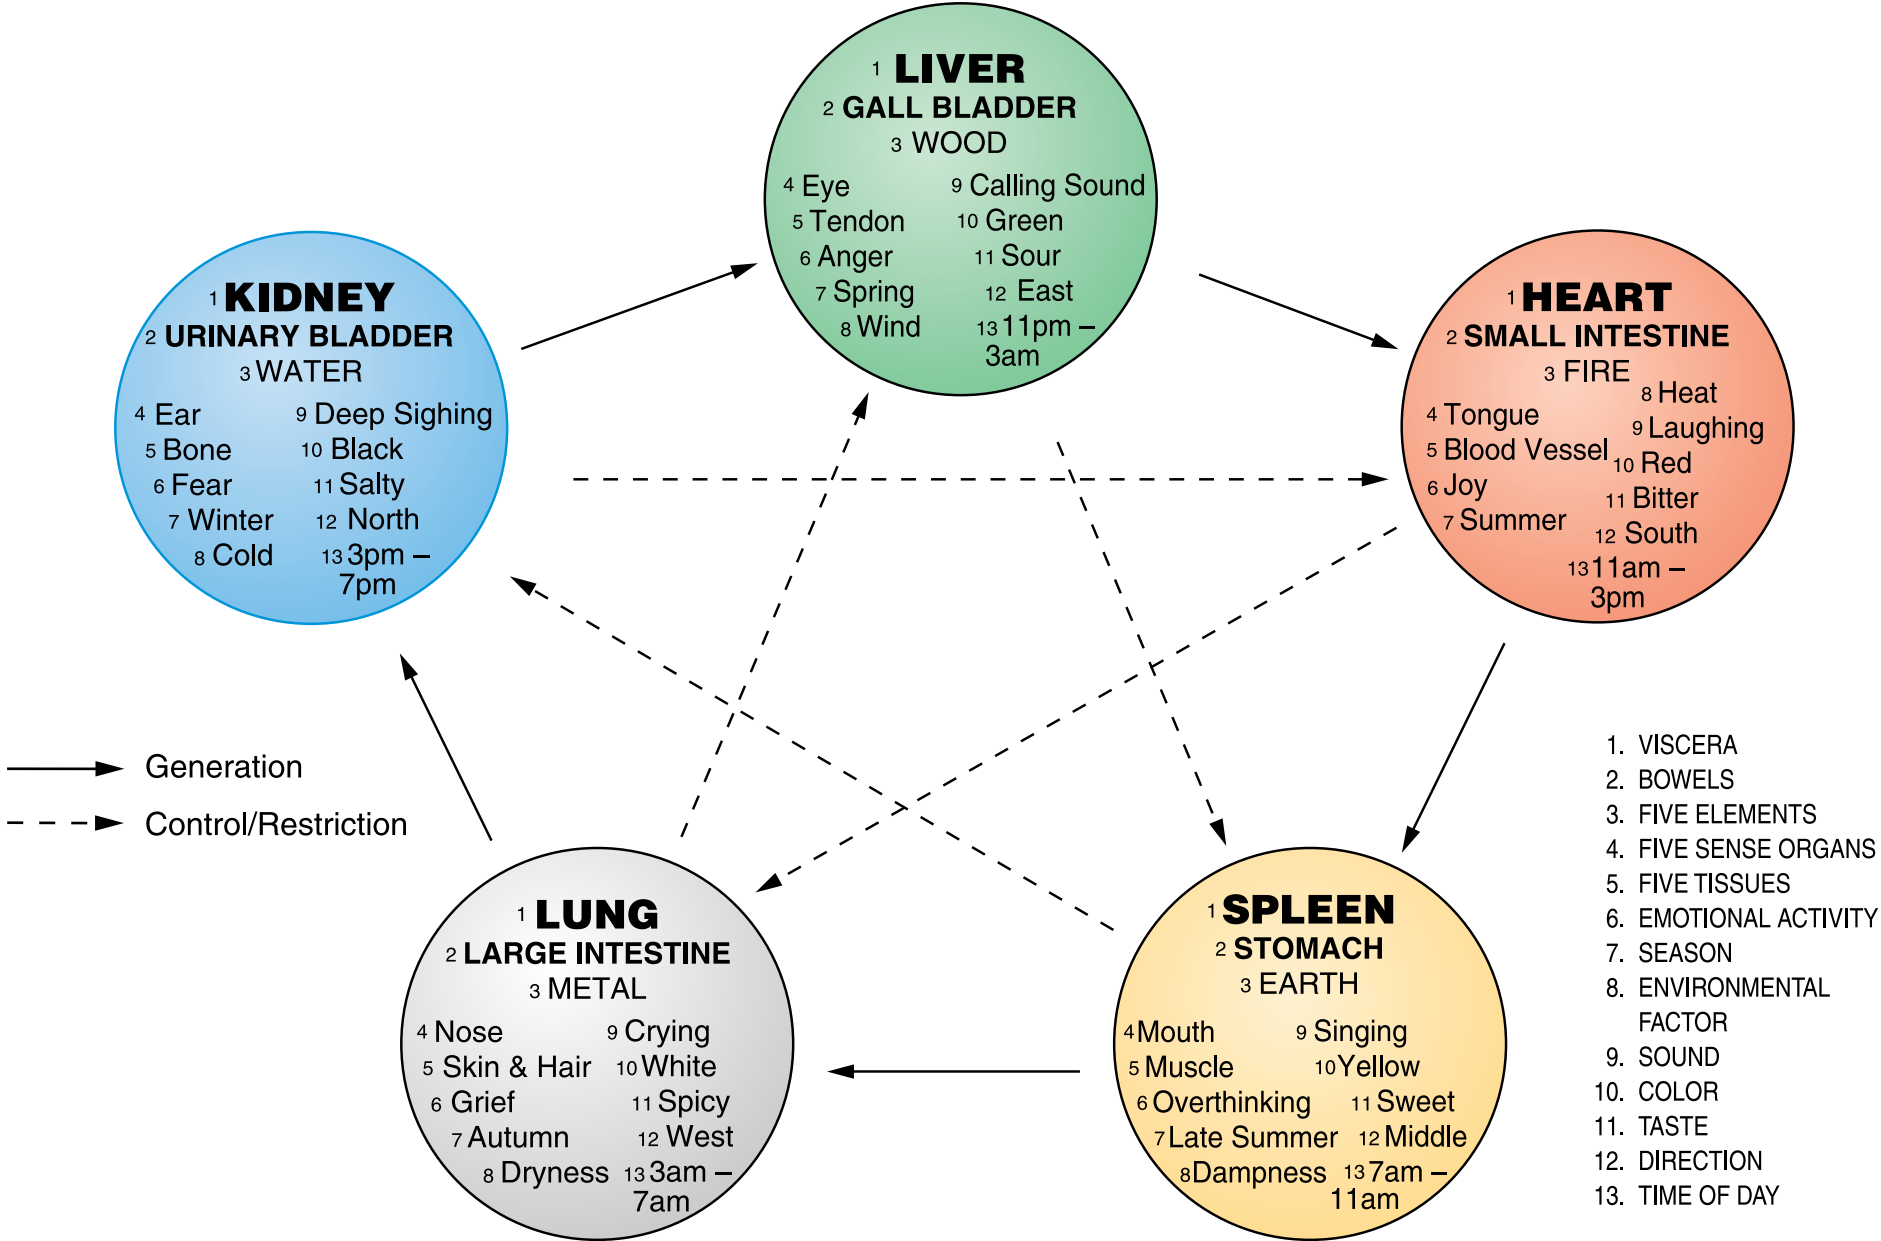 1 LIVER
2 GALL BLADDER
3 WOOD
4 Eye
5 Tendon
6 Anger
7 Spring
8 Wind
9 Calling Sound
10 Green
11 Sour
12 East
13 11pm –
3am
1 KIDNEY
2 URINARY BLADDER
3 WATER
4 Ear
5 Bone
6 Fear
7 Winter
8 Cold
9 Deep Sighing
10 Black
11 Salty
12 North
13 3pm –
7pm
1 HEART
2 SMALL INTESTINE
3 FIRE
4 Tongue
5 Blood Vessel
6 Joy
7 Summer
8 Heat
9 Laughing
10 Red
11 Bitter
12 South
13 11am –
3pm
Generation
Control/Restriction
1 LUNG
2 LARGE INTESTINE
3 METAL
4 Nose
5 Skin & Hair
6 Grief
7 Autumn
8 Dryness
9 Crying
10 White
11 Spicy
12 West
13 3am –
7am
1 SPLEEN
2 STOMACH
3 EARTH
4 Mouth
5 Muscle
6 Overthinking
7 Late Summer
8 Dampness
9 Singing
10 Yellow
11 Sweet
12 Middle
13 7am –
11am
1. VISCERA
2. BOWELS
3. FIVE ELEMENTS
4. FIVE SENSE ORGANS
5. FIVE TISSUES
6. EMOTIONAL ACTIVITY
7. SEASON
8. ENVIRONMENTAL
FACTOR
9. SOUND
10. COLOR
11. TASTE
12. DIRECTION
13. TIME OF DAY